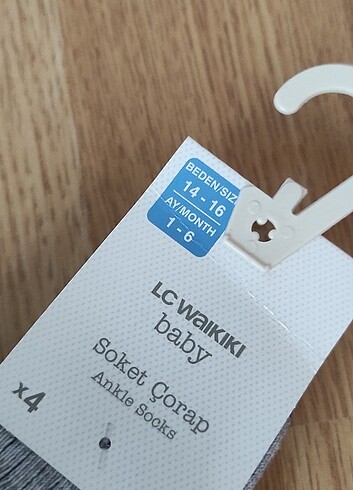 BEDEN/SIZE
14 - 16
AY/MONTH
1 - 6
LC WAIKIKI
baby
Soket Çorap
Ankle Socks
x4